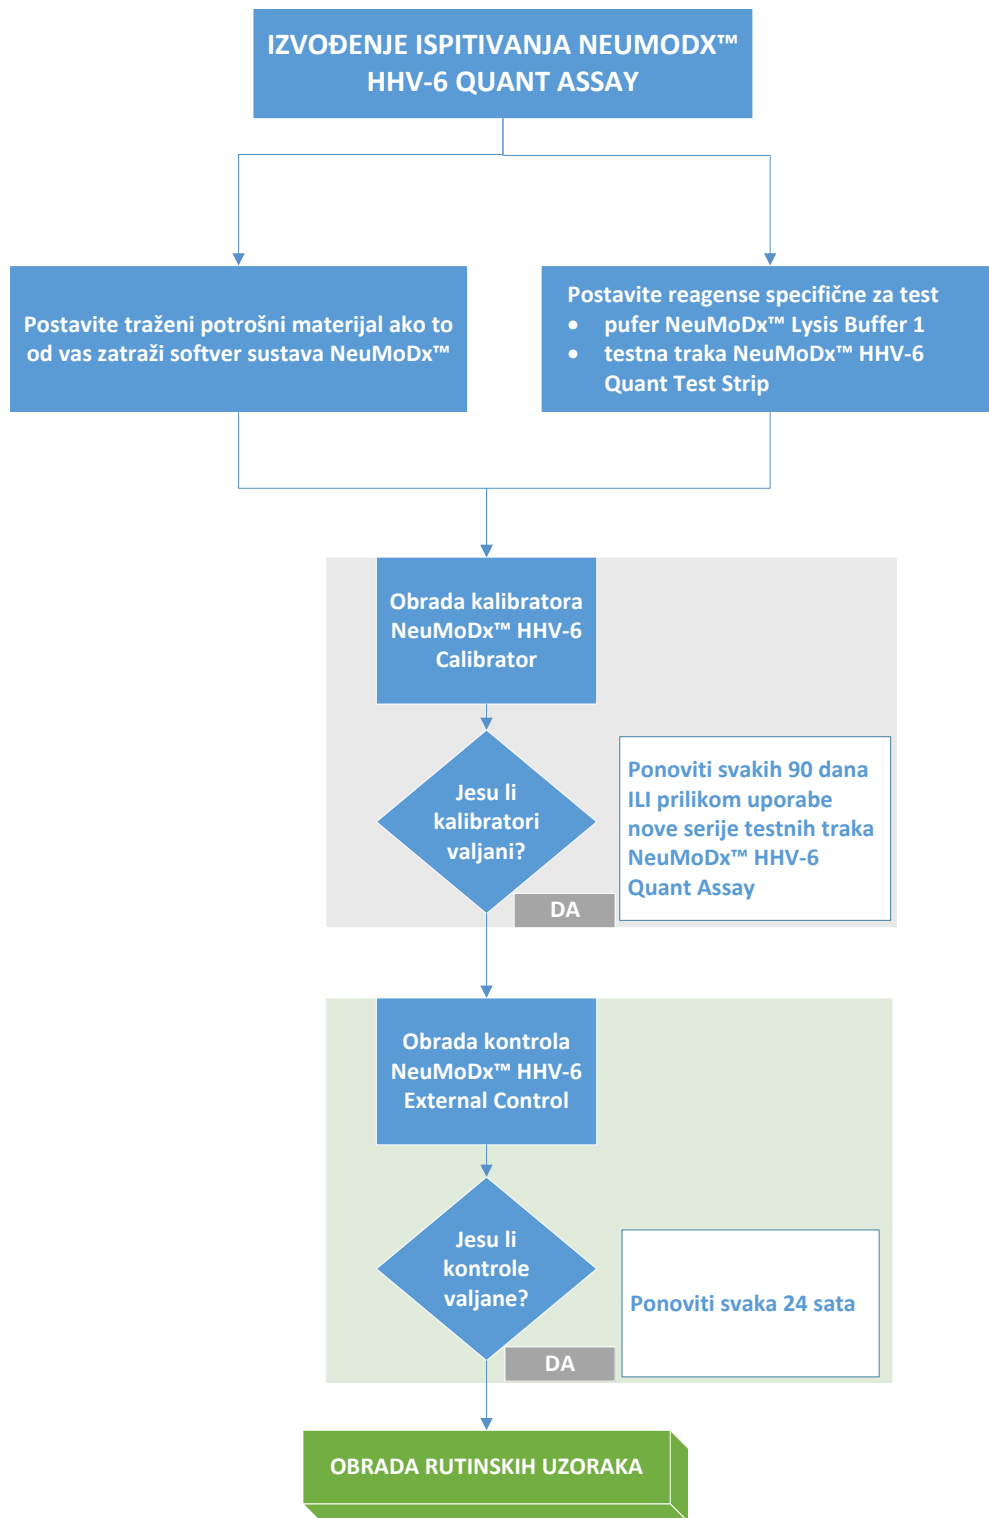 IZVOĐENJE ISPITIVANJA NEUMODX™
HHV-6 QUANT ASSAY
Postavite traženi potrošni materijal ako to
od vas zatraži softver sustava NeuMoDx™
Postavite reagense specifične za test
• pufer NeuMoDx™ Lysis Buffer 1
• testna traka NeuMoDx™ HHV-6
Quant Test Strip
Obrada kalibratora
NeuMoDx™ HHV-6
Calibrator
Jesu li
kalibratori
valjani?
Ponoviti svakih 90 dana
ILI prilikom uporabe
nove serije testnih traka
NeuMoDx™ HHV-6
Quant Assay
DA
Obrada kontrola
NeuMoDx™ HHV-6
External Control
Jesu li
kontrole
valjane?
Ponoviti svaka 24 sata
DA
OBRADA RUTINSKIH UZORAKA